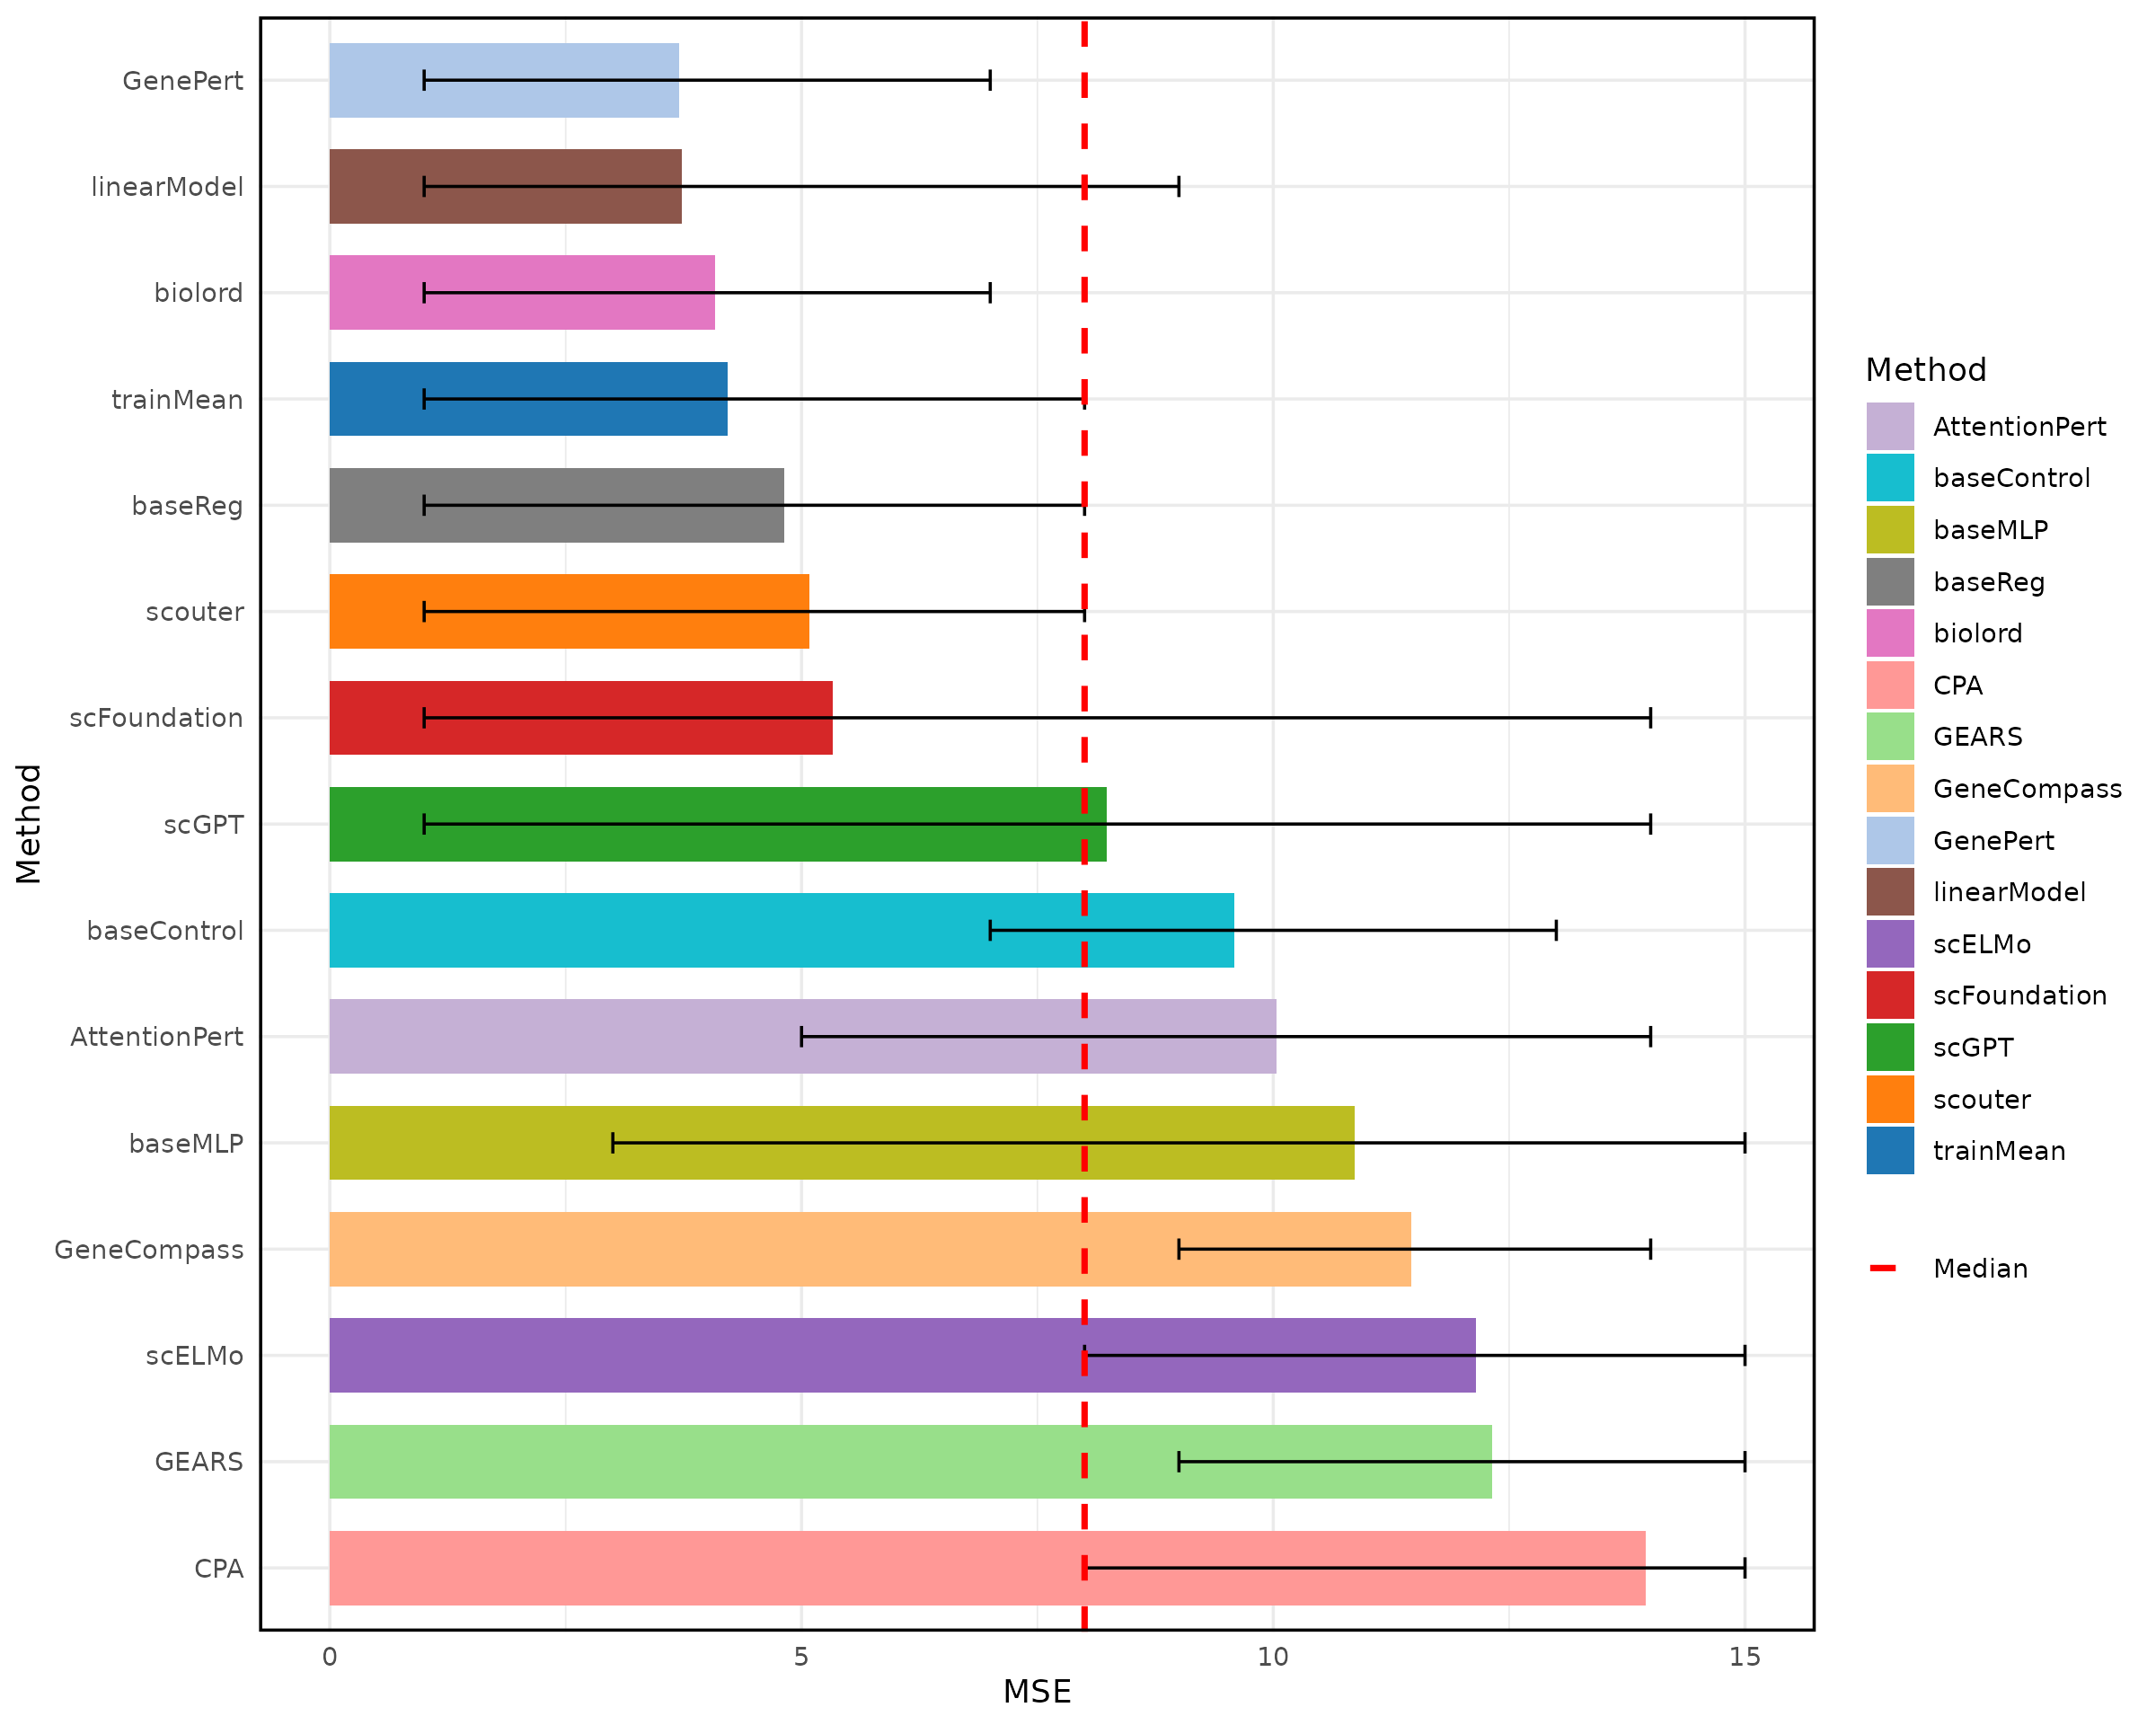 GenePert
linearModel
biolord
trainMean
baseReg
scouter
scFoundation
scGPT
baseControl
AttentionPert
baseMLP
GeneCompass
scELMo
GEARS
CPA
Method
0 5 10 15
MSE
Method
AttentionPert
baseControl
baseMLP
baseReg
biolord
CPA
GEARS
GeneCompass
GenePert
linearModel
scELMo
scFoundation
scGPT
scouter
trainMean
Median